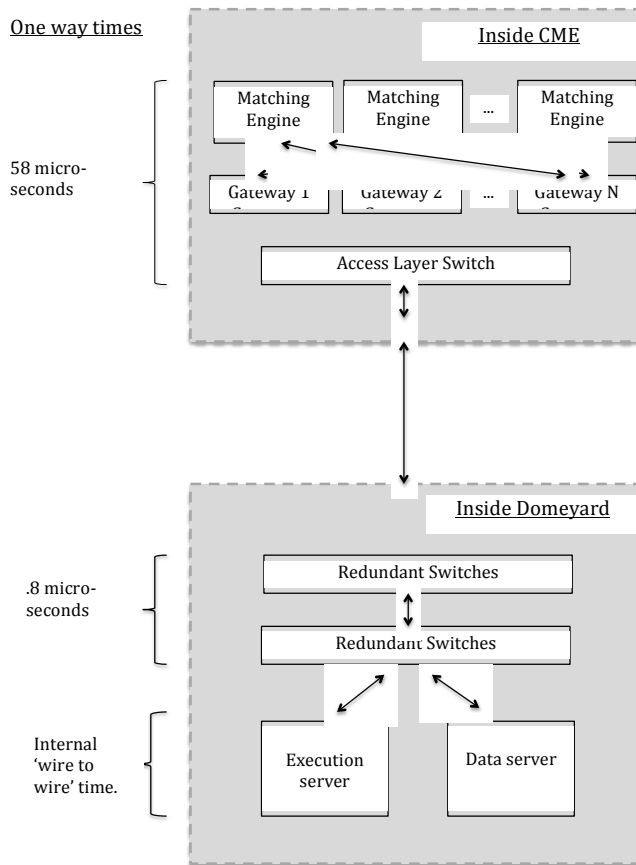 One way times
Inside CME
Matching
Engine
Matching
Engine
...
Matching
Engine
58 micro-
seconds
Gateway 1
Gateway 2
...
Gateway N
Access Layer Switch
Inside Domeyard
Redundant Switches
.8 micro-
seconds
Redundant Switches
Internal
‘wire to
wire’ time.
Execution
server
Data server